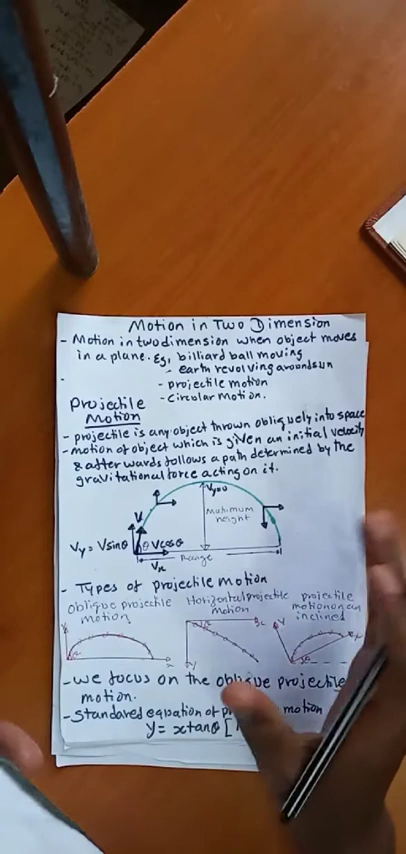 Motion in Two Dimension
- Motion in two dimension when object moves
in a plane. Eg, billiard ball moving
- earth revolving around sun
- projectile motion
- circular motion.
Projectile
Motion
- projectile is any object thrown obliquely into space
- motion of object which is given an initial velocity
& after wards follows a path determined by the
gravitational force acting on it.
Vy=0
V
Maximum
height
Vy = Vsinθ
θ Vcosθ
Vx
Range
- Types of projectile motion
Oblique projectile
motion
Horizontal projectile
motion
projectile
motion on an
inclined
- we focus on the oblique projectile
motion.
- Standared equation of motion
y = xtanθ [